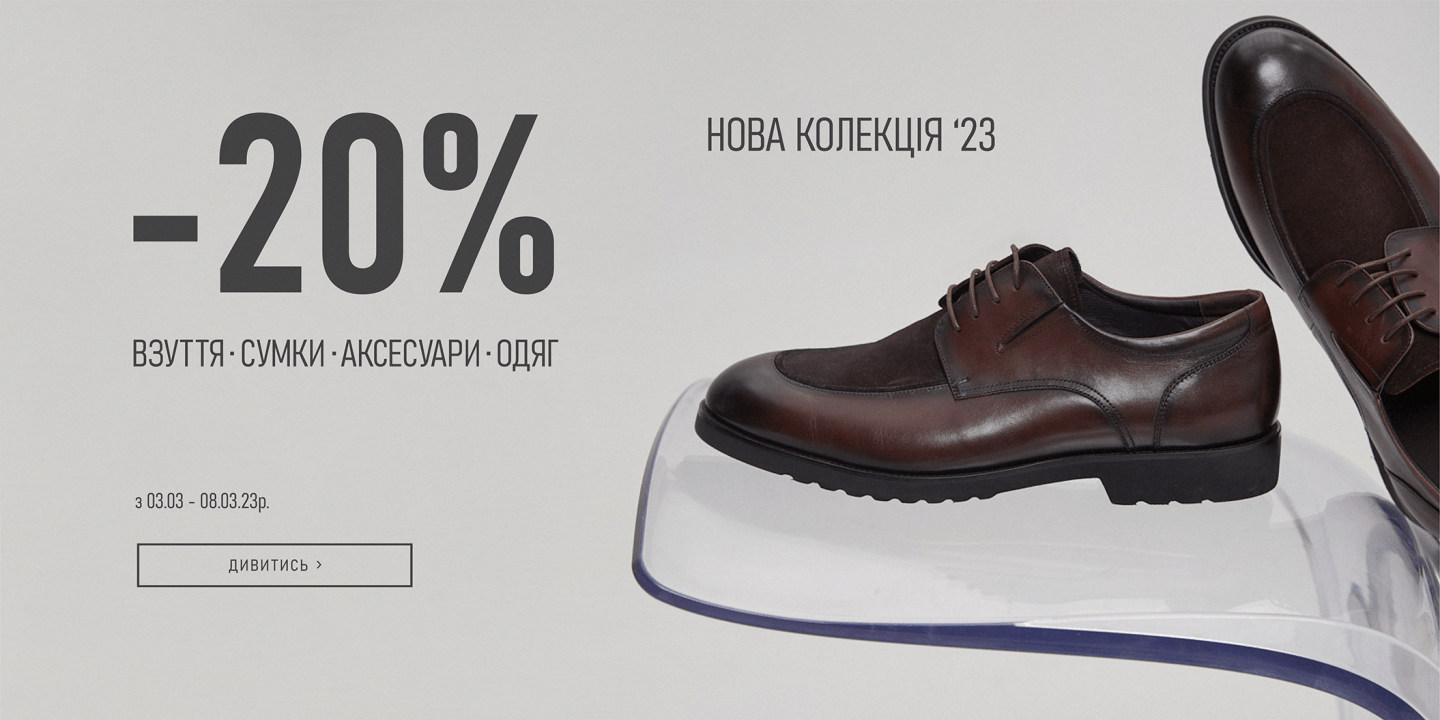 -20%
НОВА КОЛЕКЦІЯ ‘23
ВЗУТТЯ · СУМКИ · АКСЕСУАРИ · ОДЯГ
з 03.03 - 08.03.23р.
ДИВИТИСЬ ›